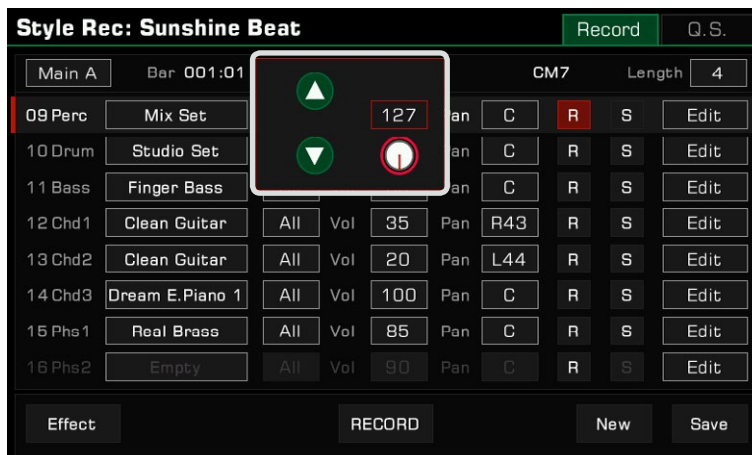 Style Rec: Sunshine Beat Record Q.S.
Main A Bar 001:01 CM7 Length 4
09 Perc Mix Set 127 an C R S Edit
10 Drum Studio Set an C R S Edit
11 Bass Finger Bass an C R S Edit
12 Chd1 Clean Guitar All Vol 35 Pan R43 R S Edit
13 Chd2 Clean Guitar All Vol 20 Pan L44 R S Edit
14 Chd3 Dream E.Piano 1 All Vol 100 Pan C R S Edit
15 Phs1 Real Brass All Vol 85 Pan C R S Edit
16 Phs2 Empty All Vol 90 Pan C R S Edit
Effect RECORD New Save